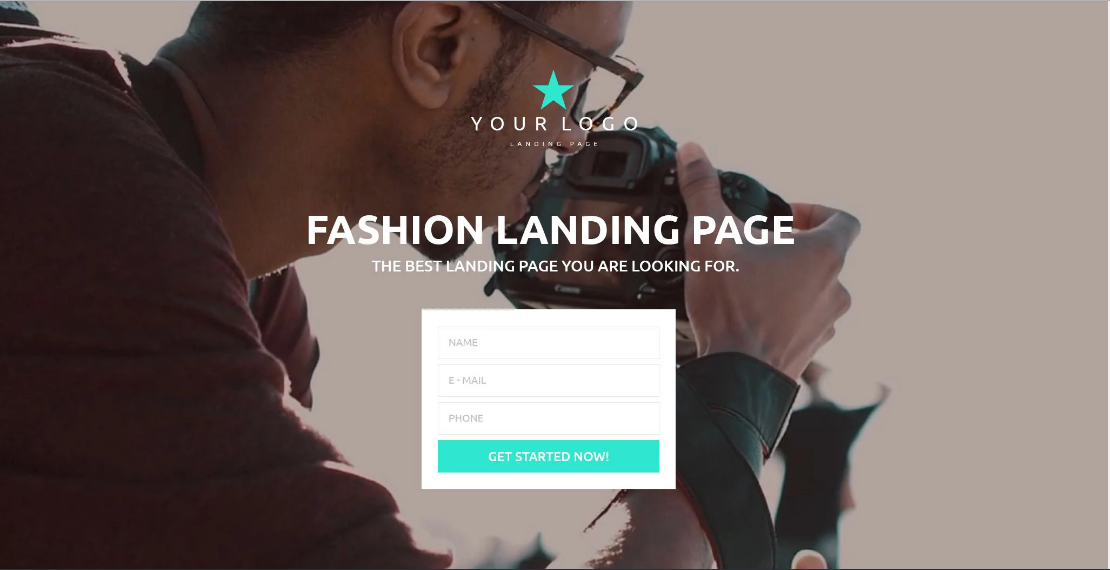 YOUR LOGO
LANDING PAGE
FASHION LANDING PAGE
THE BEST LANDING PAGE YOU ARE LOOKING FOR.
NAME
E - MAIL
PHONE
GET STARTED NOW!